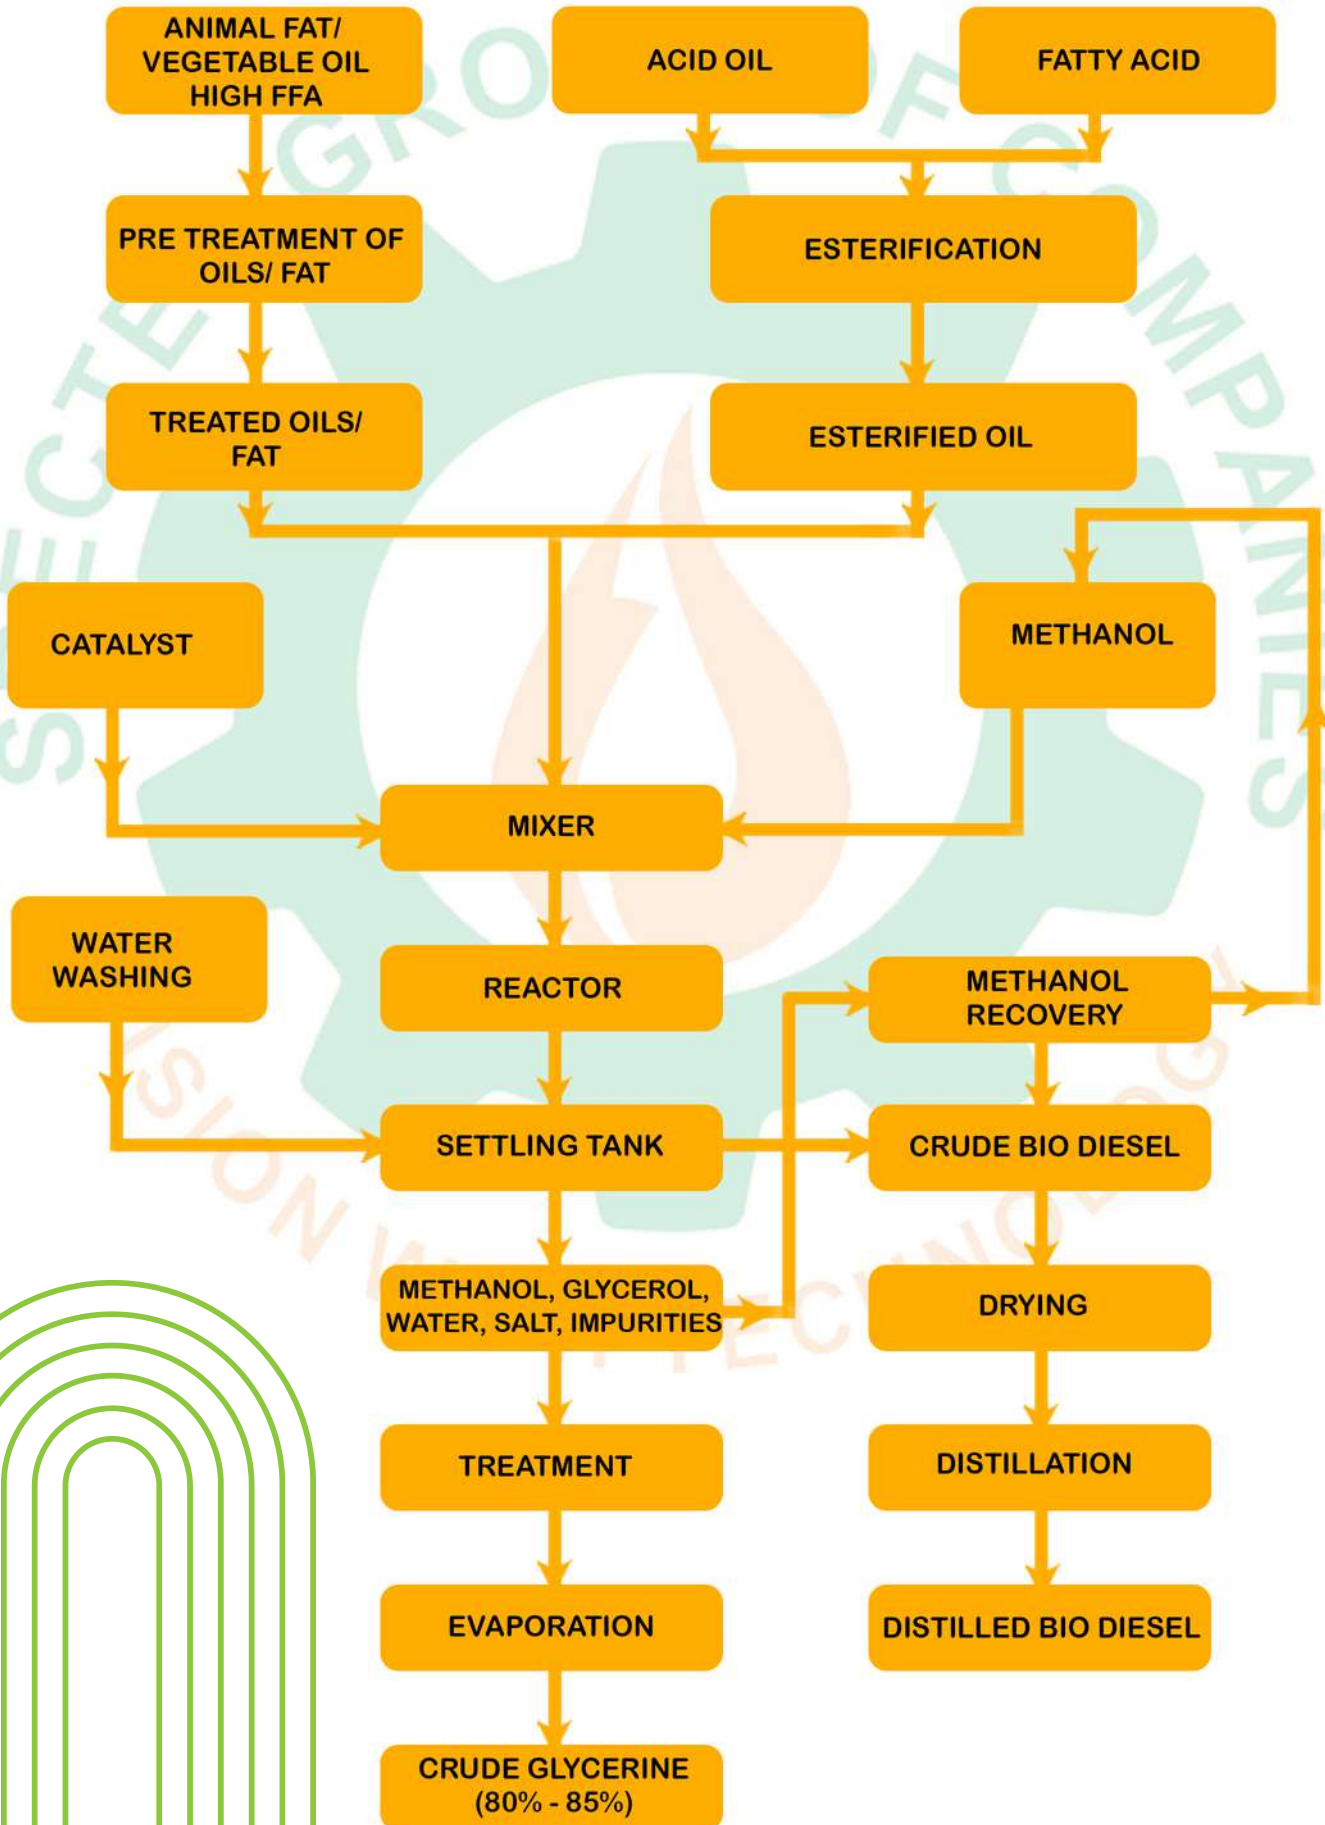 ANIMAL FAT/
VEGETABLE OIL
HIGH FFA
ACID OIL
FATTY ACID
PRE TREATMENT OF
OILS/ FAT
ESTERIFICATION
TREATED OILS/
FAT
ESTERIFIED OIL
CATALYST
METHANOL
MIXER
WATER
WASHING
REACTOR
METHANOL
RECOVERY
SETTLING TANK
CRUDE BIO DIESEL
METHANOL, GLYCEROL,
WATER, SALT, IMPURITIES
DRYING
TREATMENT
DISTILLATION
EVAPORATION
DISTILLED BIO DIESEL
CRUDE GLYCERINE
(80% - 85%)
OF COMPANIES